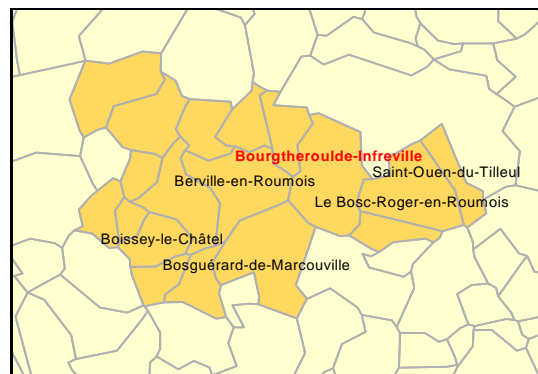 Bourgtheroulde-Infreville
Saint-Ouen-du-Tilleul
Berville-en-Roumois
Le Bosc-Roger-en-Roumois
Boissey-le-Châtel
Bosguérard-de-Marcouville